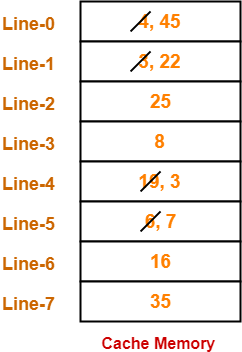 Line-0 4, 45
Line-1 3, 22
Line-2 25
Line-3 8
Line-4 19, 3
Line-5 6, 7
Line-6 16
Line-7 35
Cache Memory